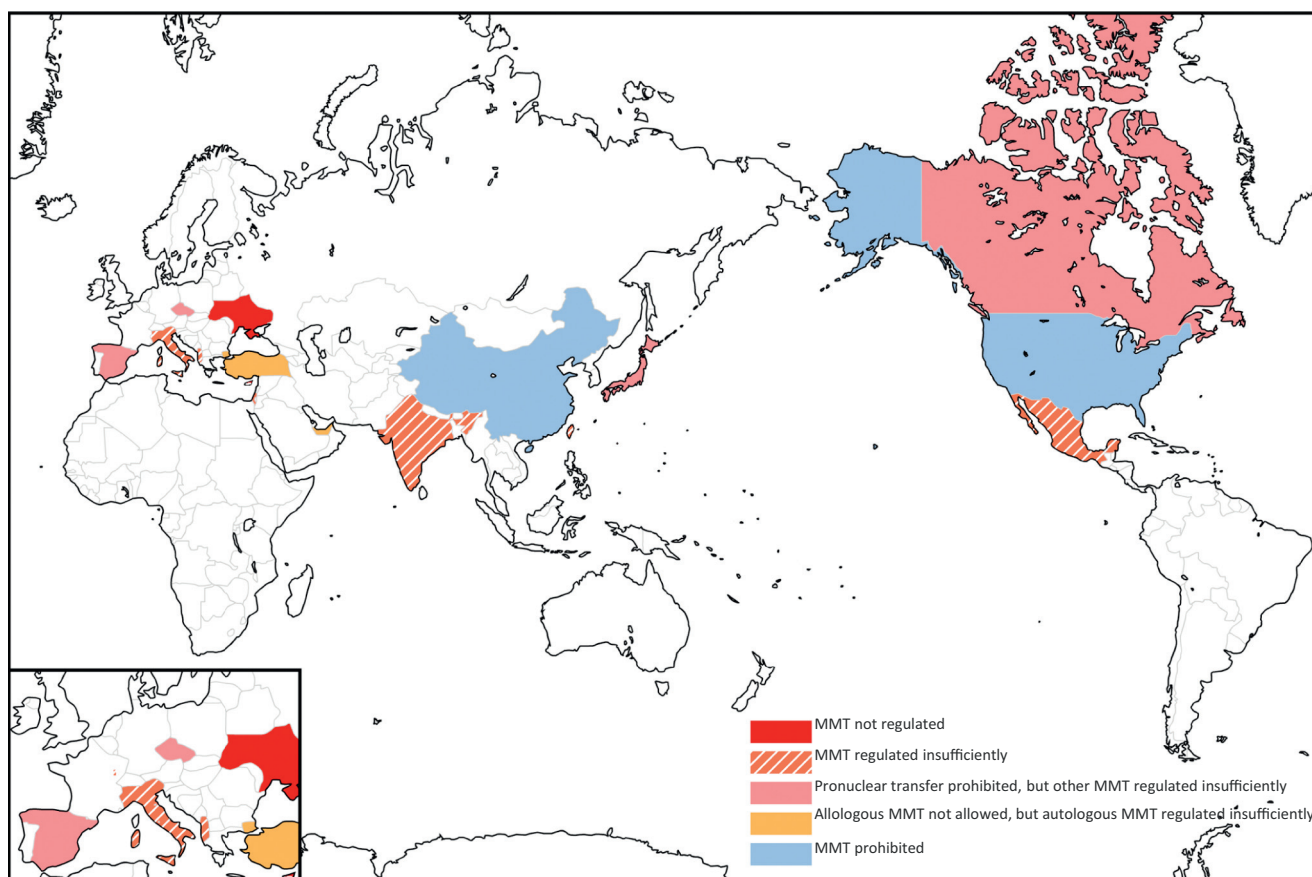 MMT not regulated
MMT regulated insufficiently
Pronuclear transfer prohibited, but other MMT regulated insufficiently
Allologous MMT not allowed, but autologous MMT regulated insufficiently
MMT prohibited